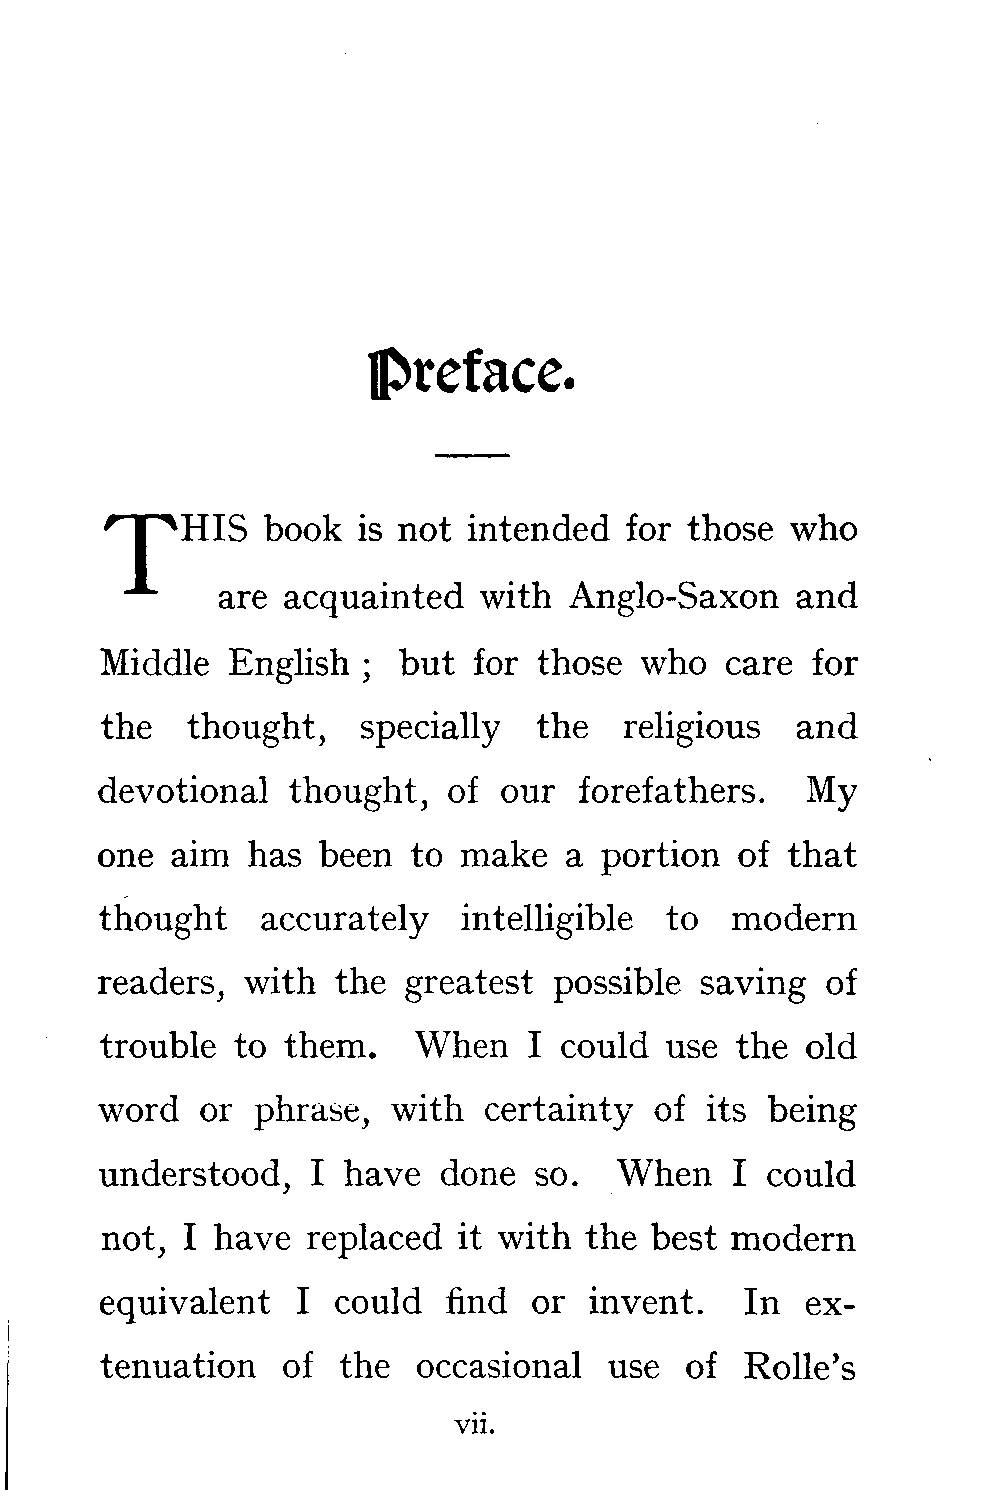 Preface.
THIS book is not intended for those who
are acquainted with Anglo-Saxon and
Middle English ; but for those who care for
the thought, specially the religious and
devotional thought, of our forefathers. My
one aim has been to make a portion of that
thought accurately intelligible to modern
readers, with the greatest possible saving of
trouble to them. When I could use the old
word or phrase, with certainty of its being
understood, I have done so. When I could
not, I have replaced it with the best modern
equivalent I could find or invent. In ex-
tenuation of the occasional use of Rolle's
vii.